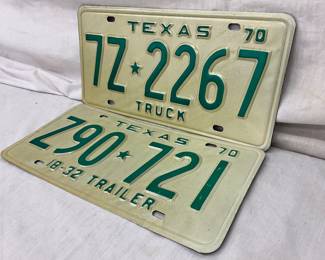 TEXAS 70
7Z★2267
TRUCK
TEXAS 70
Z90★721
18-32 TRAILER